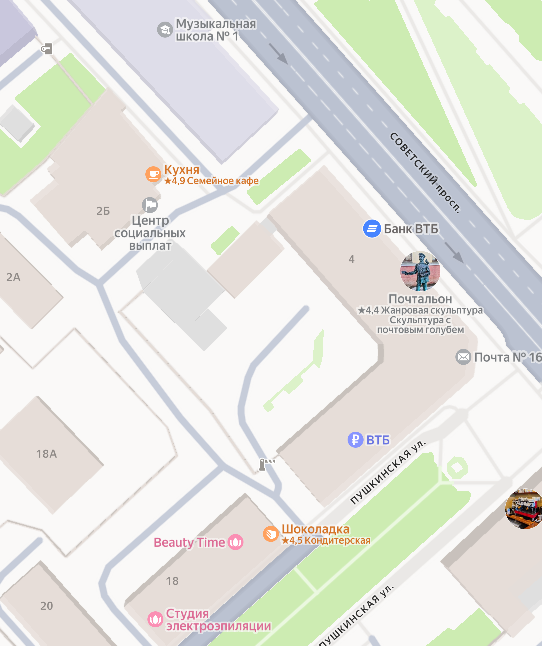 Музыкальная
школа № 1
СОВЕТСКИЙ просп.
Кухня
★4,9 Семейное кафе
2Б
Центр
социальных
выплат
Банк ВТБ
4
2А
Почтальон
★4,4 Жанровая скульптура
Скульптура с
почтовым голубем
Почта № 16
ВТБ
18А
ПУШКИНСКАЯ ул.
Шоколадка
★4,5 Кондитерская
Beauty Time
18
20
Студия
электроэпиляции
ПУШКИНСКАЯ ул.